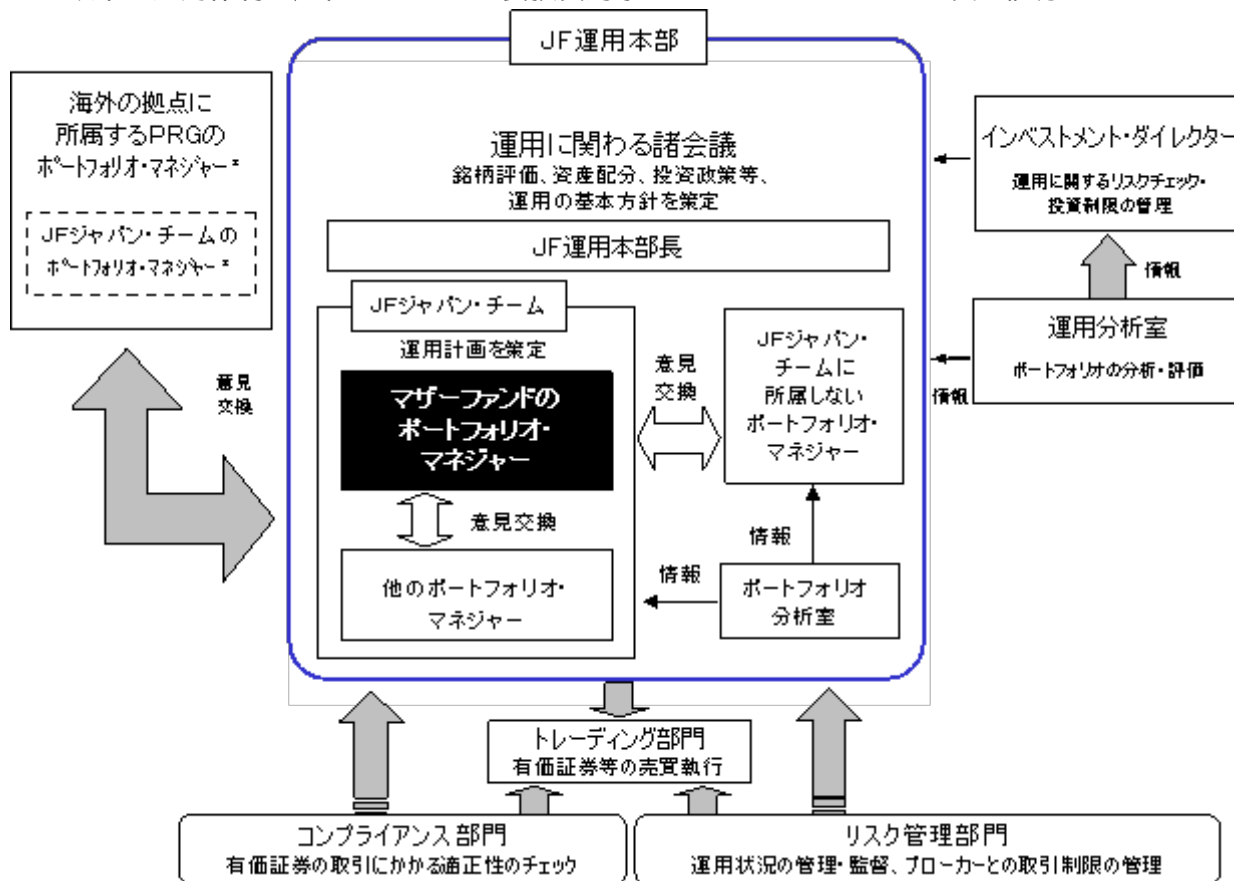 JF運用本部
海外の拠点に
所属するPRGの
ポートフォリオ・マネジャー*
JFジャパン・チームの
ポートフォリオ・マネジャー*
意見
交換
運用に関わる諸会議
銘柄評価、資産配分、投資政策等、
運用の基本方針を策定
JF運用本部長
JFジャパン・チーム
運用計画を策定
マザーファンドの
ポートフォリオ・
マネジャー
意見交換
他のポートフォリオ・
マネジャー
意見
交換
JFジャパン・
チームに
所属しない
ポートフォリオ・
マネジャー
情報
情報
ポートフォリオ
分析室
インベストメント・ダイレクター
運用に関するリスクチェック・
投資制限の管理
情報
運用分析室
ポートフォリオの分析・評価
情報
トレーディング部門
有価証券等の売買執行
コンプライアンス部門
有価証券の取引にかかる適正性のチェック
リスク管理部門
運用状況の管理・監督、ブローカーとの取引制限の管理